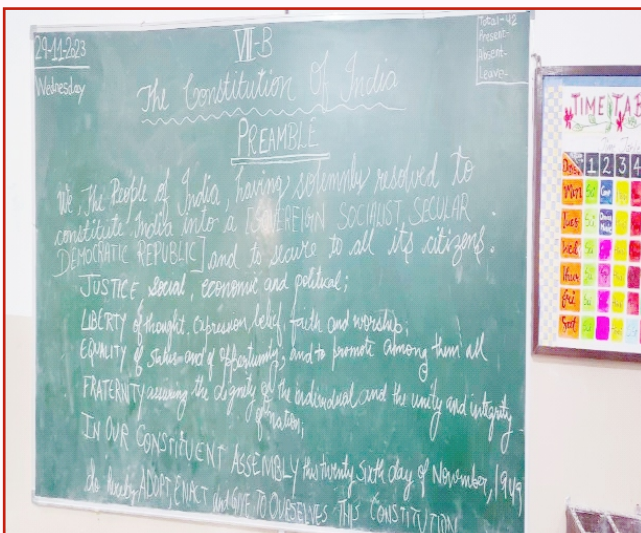 29-11-2023
Wednesday
VII-B
Total-42
Present-
Absent-
Leave-
The Constitution Of India
PREAMBLE
We, The People of India, having solemnly resolved to
constitute India into a [SOVEREIGN SOCIALIST SECULAR
DEMOCRATIC REPUBLIC] and to secure to all its citizens:
JUSTICE social, economic and political;
LIBERTY of thought, expression, belief, faith and worship;
EQUALITY of status and of opportunity; and to promote among them all
FRATERNITY assuring the dignity of the individual and the unity and integrity
of nation;
IN OUR CONSTITUENT ASSEMBLY this twenty sixth day of November, 1949
do hereby ADOPT, ENACT and GIVE TO OUESELVES THIS CONSTITUTION
TIME TAB
1 2 3 4
Mon
Tues
Wed
Thur
Fri
Sat